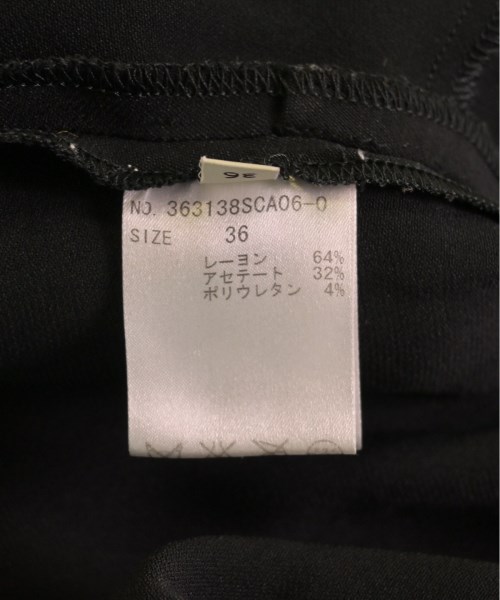 36
NO. 363138SCA06-0
SIZE 36
レーヨン 64%
アセテート 32%
ポリウレタン 4%